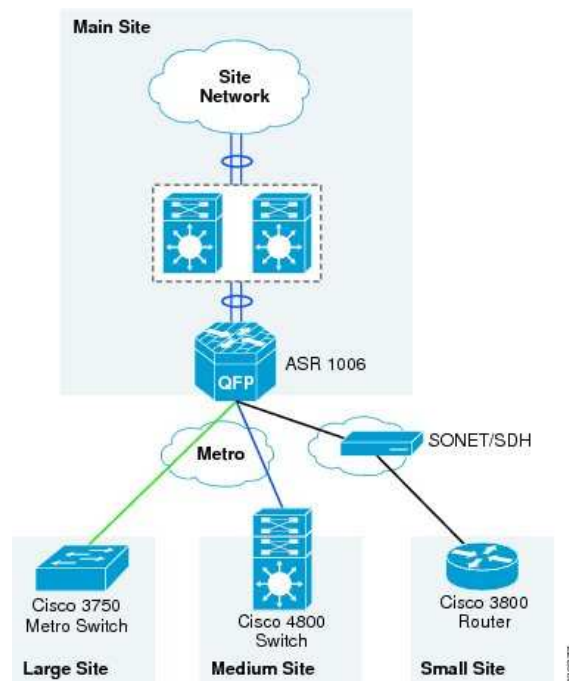 Main Site
Site
Network
QFP
ASR 1006
SONET/SDH
Metro
Cisco 3750
Metro Switch
Cisco 4800
Switch
Cisco 3800
Router
Large Site
Medium Site
Small Site